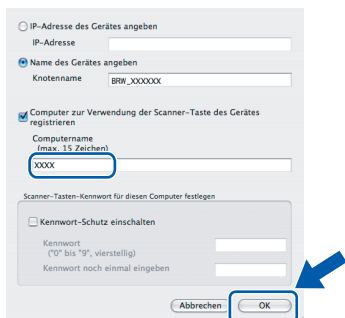 IP-Adresse des Gerätes angeben
IP-Adresse
Name des Gerätes angeben
Knotenname
BRW_XXXXXX
Computer zur Verwendung der Scanner-Taste des Gerätes
registrieren
Computername
(max. 15 Zeichen)
XXXX
Scanner-Tasten-Kennwort für diesen Computer festlegen
Kennwort-Schutz einschalten
Kennwort
("0" bis "9", vierstellig)
Kennwort noch einmal eingeben
Abbrechen
OK